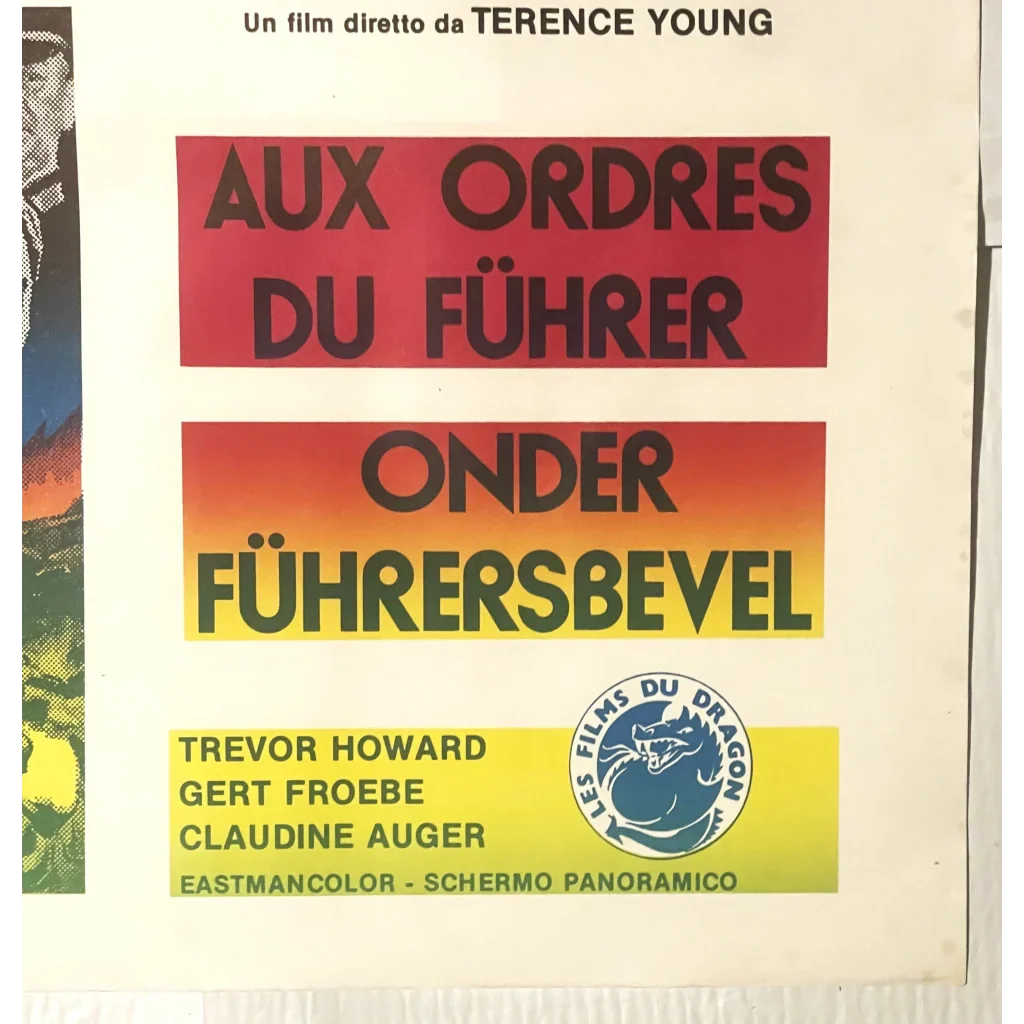 Un film diretto da TERENCE YOUNG
AUX ORDRES
DU FÜHRER
ONDER
FÜHRERSBEVEL
LES FILMS DU DRAGON
TREVOR HOWARD
GERT FROEBE
CLAUDINE AUGER
EASTMANCOLOR - SCHERMO PANORAMICO